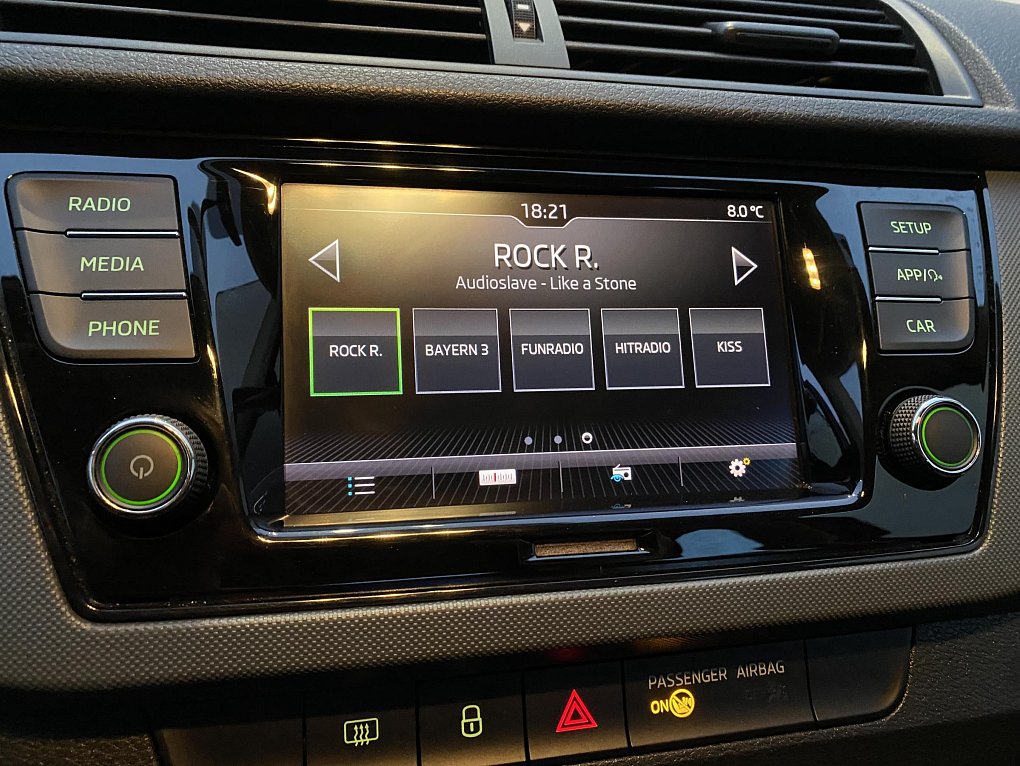 RADIO
MEDIA
PHONE
18:21
8.0°C
ROCK R.
Audioslave - Like a Stone
ROCK R.
BAYERN 3
FUNRADIO
HITRADIO
KISS
SETUP
APP/
CAR
PASSENGER AIRBAG
ON